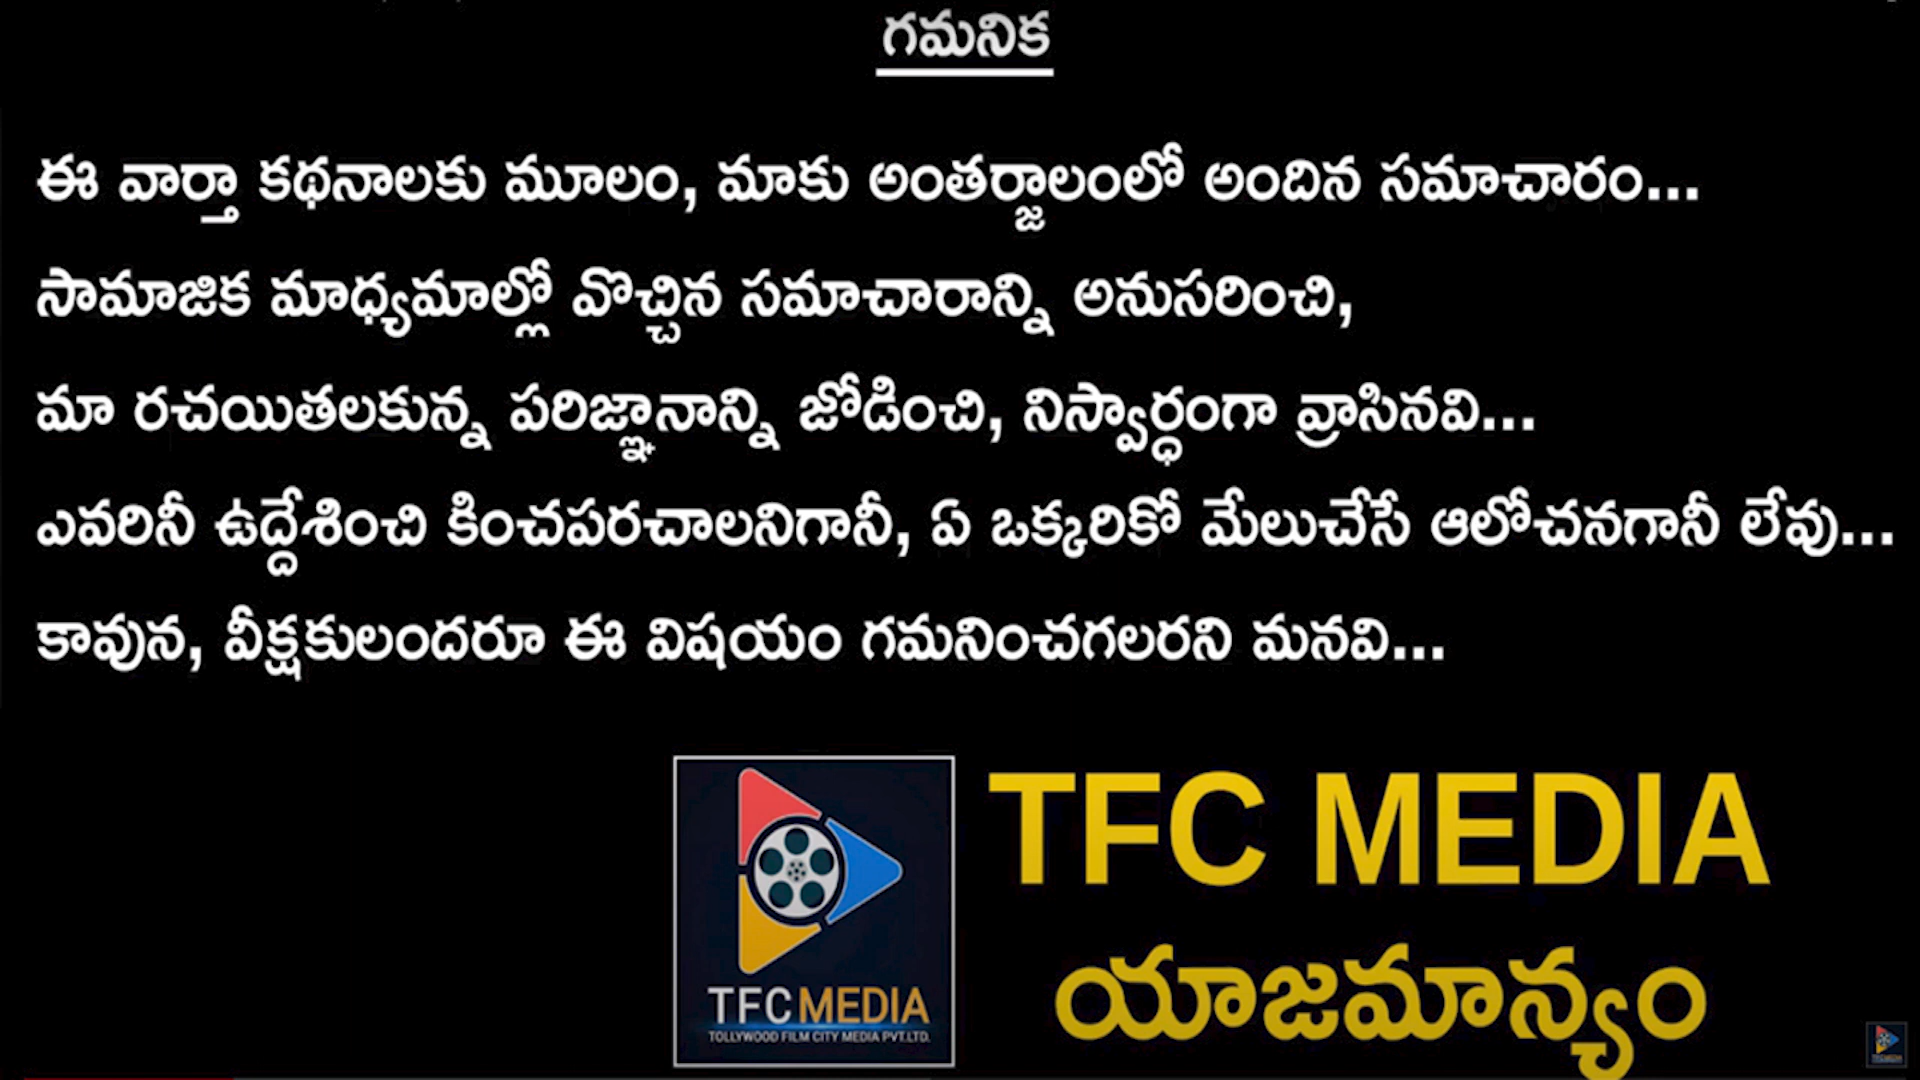 గమనిక
ఈ వార్తా కథనాలకు మూలం, మాకు అంతర్జాలంలో అందిన సమాచారం...
సామాజిక మాధ్యమాల్లో వొచ్చిన సమాచారాన్ని అనుసరించి,
మా రచయితలకున్న పరిజ్ఞానాన్ని జోడించి, నిస్వార్ధంగా వ్రాసినవి...
ఎవరినీ ఉద్దేశించి కించపరచాలనిగానీ, ఏ ఒక్కరికో మేలుచేసే ఆలోచనగానీ లేవు...
కావున, వీక్షకులందరూ ఈ విషయం గమనించగలరని మనవి...
TFC MEDIA
యాజమాన్యం
TFC MEDIA
TOLLYWOOD FILM CITY MEDIA PVT.LTD.
TFCMEDIA